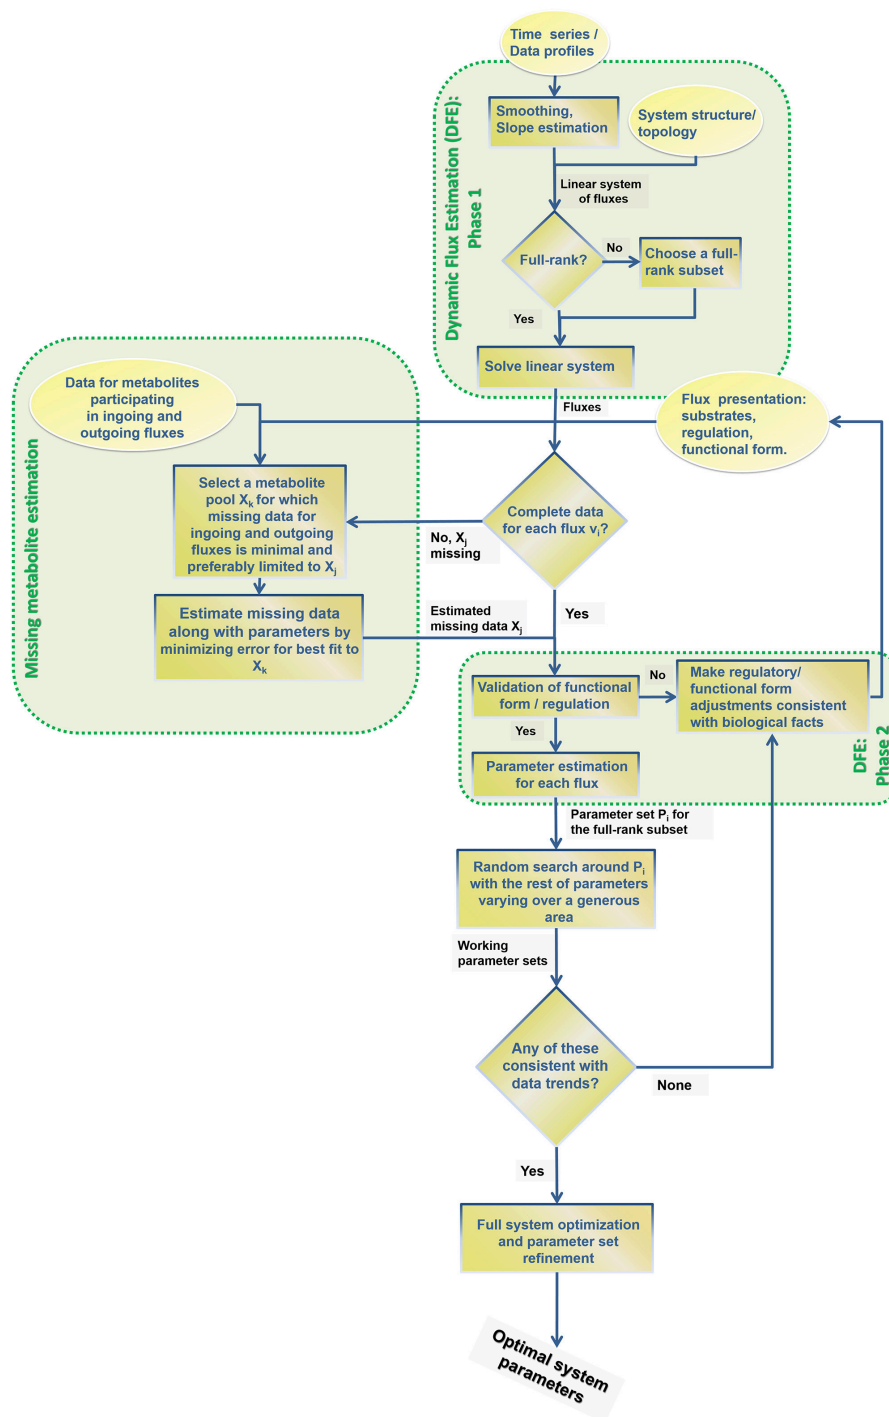 Time series /
Data profiles
Dynamic Flux Estimation (DFE):
Phase 1
Smoothing,
Slope estimation
System structure/
topology
Linear system
of fluxes
Full-rank?
No
Choose a full-
rank subset
Yes
Solve linear system
Fluxes
Missing metabolite estimation
Data for metabolites
participating
in ingoing and
outgoing fluxes
Flux presentation:
substrates,
regulation,
functional form.
Select a metabolite
pool Xk for which
missing data for
ingoing and outgoing
fluxes is minimal and
preferably limited to Xj
Complete data
for each flux vi?
No, Xj
missing
Estimate missing data
along with parameters by
minimizing error for best fit to
Xk
Estimated
missing data Xj
Yes
Validation of functional
form / regulation
No
Make regulatory/
functional form
adjustments consistent
with biological facts
Yes
DFE:
Phase 2
Parameter estimation
for each flux
Parameter set Pi for
the full-rank subset
Random search around Pi
with the rest of parameters
varying over a generous
area
Working
parameter sets
Any of these
consistent with
data trends?
None
Yes
Full system optimization
and parameter set
refinement
Optimal system
parameters